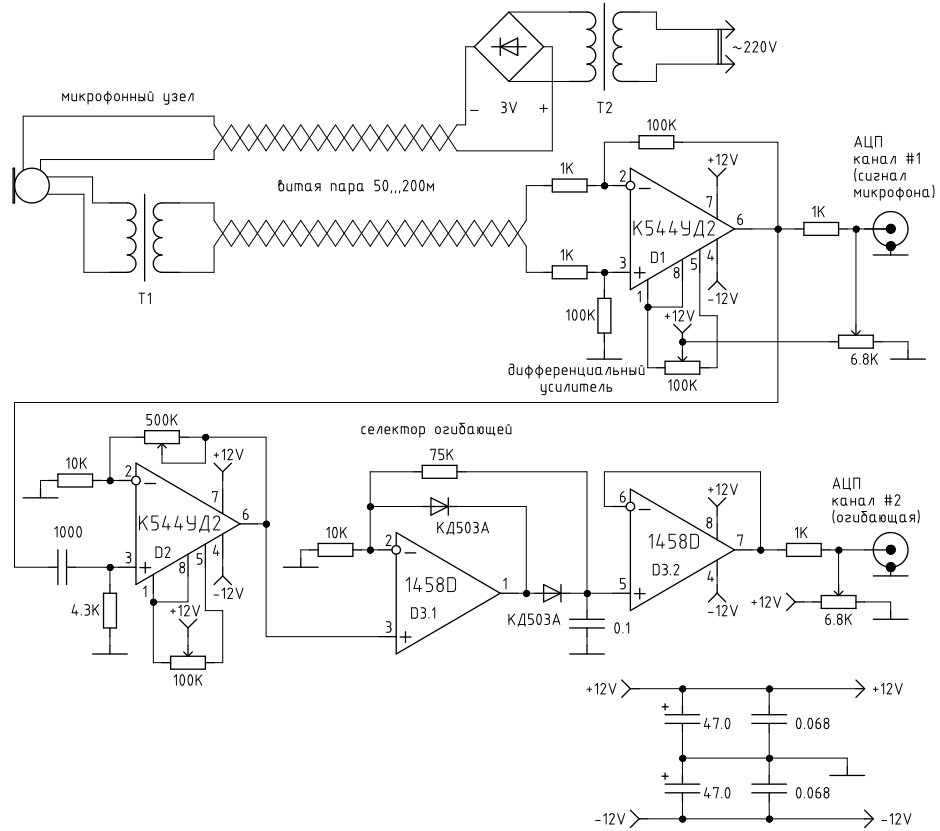 ~220V
микрофонный узел
− 3V +
T2
100K
АЦП
канал #1
(сигнал
микрофона)
+12V
1K
витая пара 50,,,200м
2
−
7
К544УД2
6
1K
D1
1K
3
+
8
5
4
1
T1
−12V
100K
+12V
6.8K
дифференциальный
усилитель
100K
500K
селектор огибающей
+12V
75K
10K
2
−
7
КД503А
6
−
+12V
8
АЦП
канал #2
(огибающая)
К544УД2
6
1000
D2
10K
2
−
1458D
7
1K
3
+
8
5
4
1
1458D
1
D3.2
D3.1
5
+
4
−12V
4.3K
+12V
КД503А
0.1
−12V
+12V
6.8K
3
+
100K
+12V
+12V
+
47.0
0.068
+
47.0
0.068
−12V
−12V